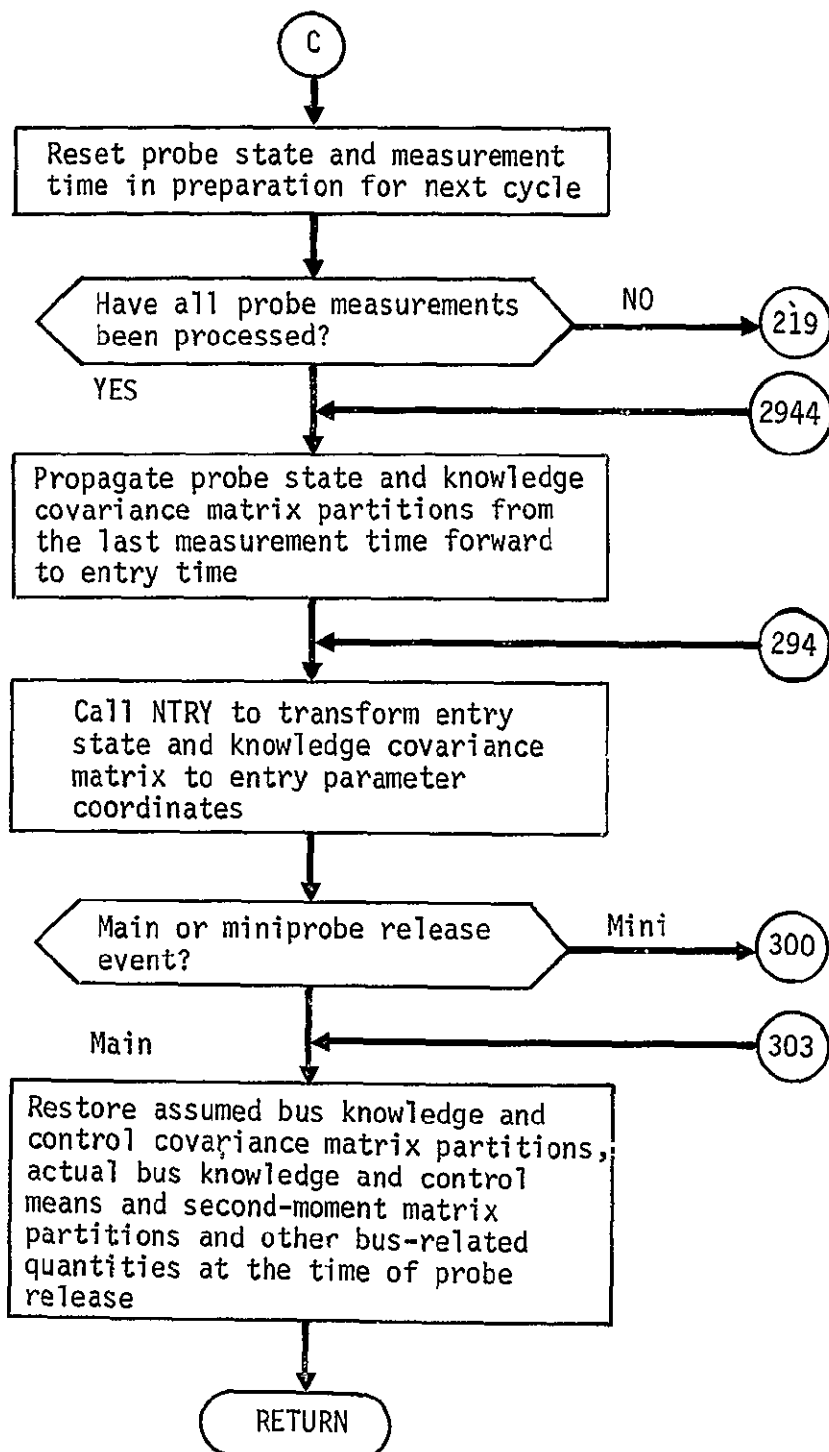 C
Reset probe state and measurement
time in preparation for next cycle
Have all probe measurements
been processed?
NO
219
YES
2944
Propagate probe state and knowledge
covariance matrix partitions from
the last measurement time forward
to entry time
294
Call NTRY to transform entry
state and knowledge covariance
matrix to entry parameter
coordinates
Main or miniprobe release
event?
Mini
300
Main
303
Restore assumed bus knowledge and
control covariance matrix partitions,
actual bus knowledge and control
means and second-moment matrix
partitions and other bus-related
quantities at the time of probe
release
RETURN